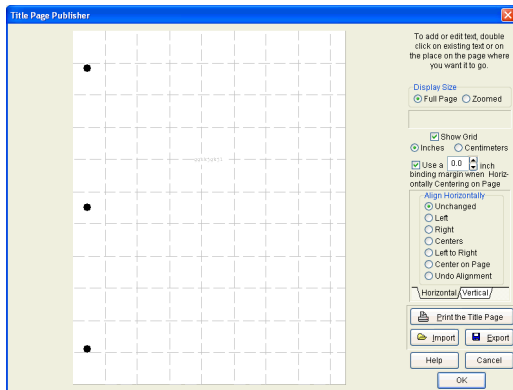 Title Page Publisher
To add or edit text, double
click on existing text or on
the place on the page where
you want it to go.
Display Size
Full Page
Zoomed
Show Grid
Inches
Centimeters
Use a 0.0 inch
binding margin when Horiz-
ontally Centering on Page
Align Horizontally
Unchanged
Left
Right
Centers
Left to Right
Center on Page
Undo Alignment
Horizontal
Vertical
Print the Title Page
Import
Export
Help
Cancel
OK